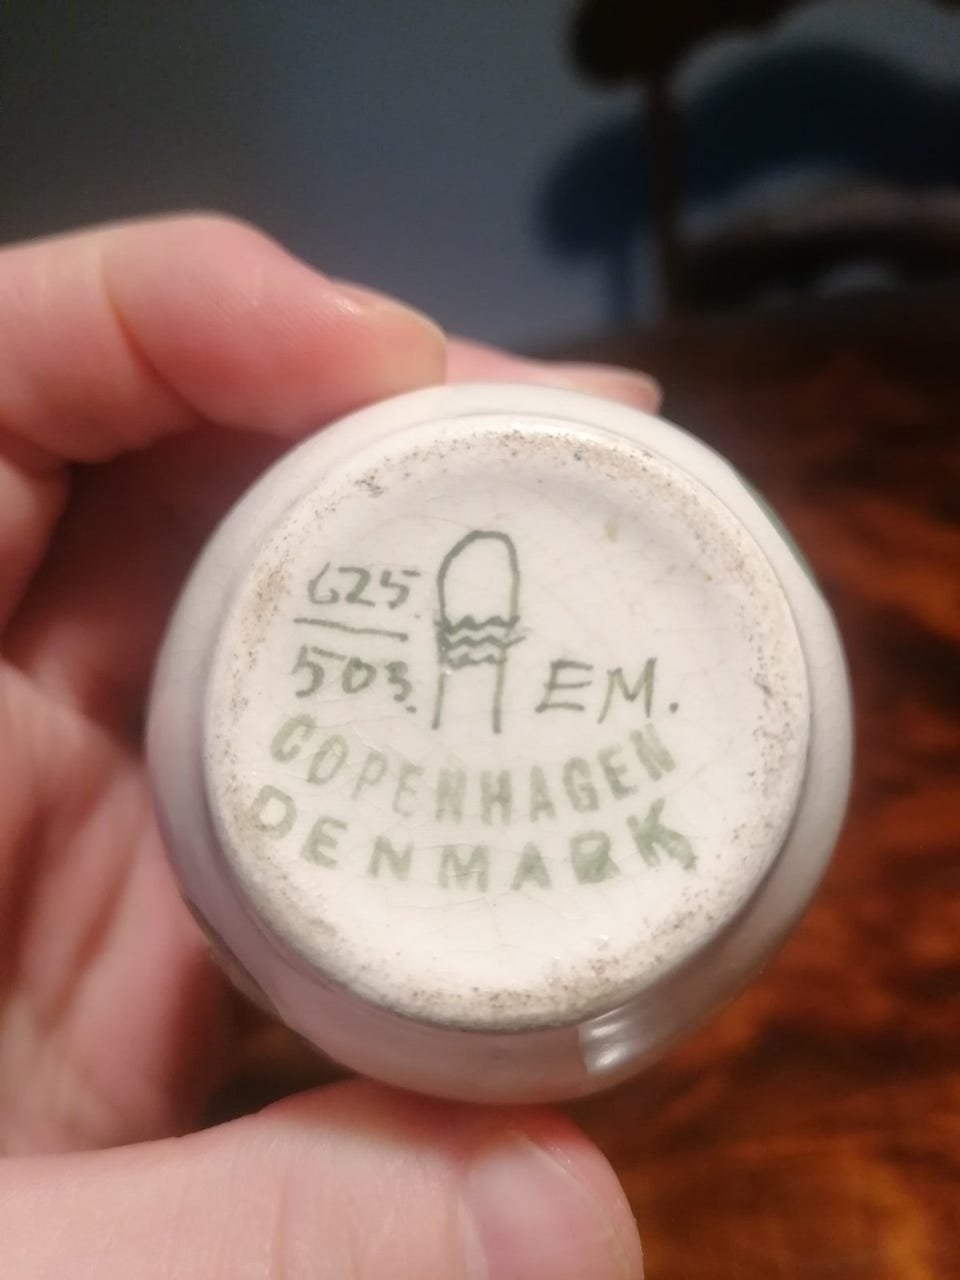 625.
503.
EM.
COPENHAGEN
DENMARK